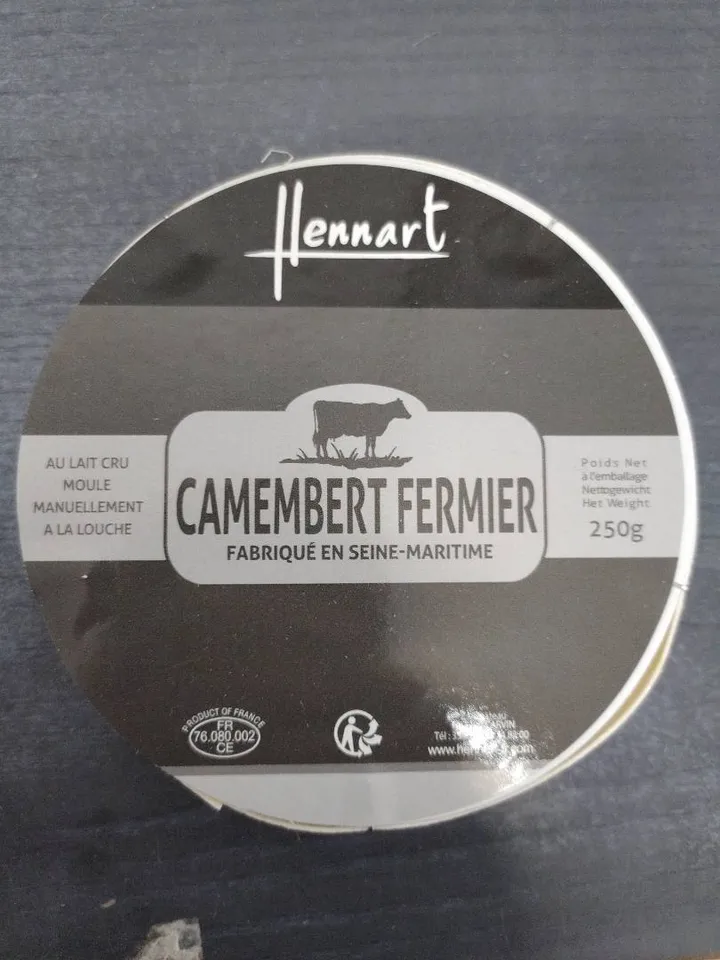 Hennart
AU LAIT CRU
MOULE
MANUELLEMENT
A LA LOUCHE
CAMEMBERT FERMIER
FABRIQUÉ EN SEINE-MARITIME
Poids Net
à l'emballage
Nettogewicht
Het Weight
250g
PRODUCT OF FRANCE
FR
76.080.002
CE
Tél :